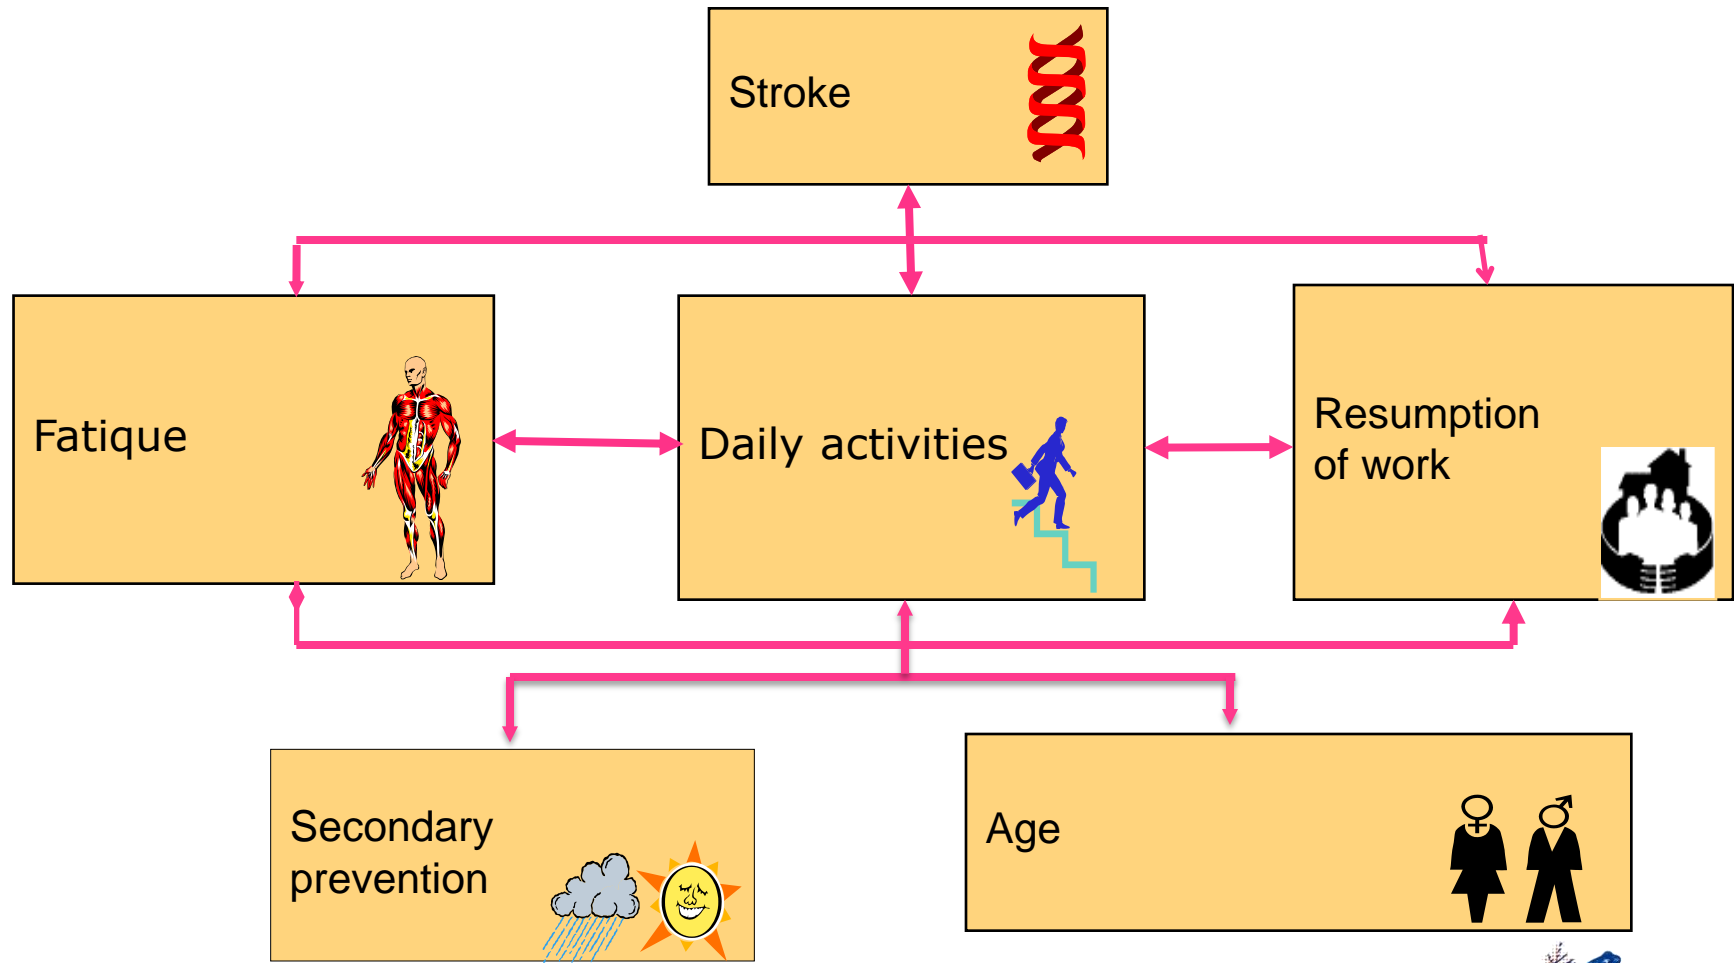 Stroke
Fatique
Daily activities
Resumption
of work
Secondary
prevention
Age